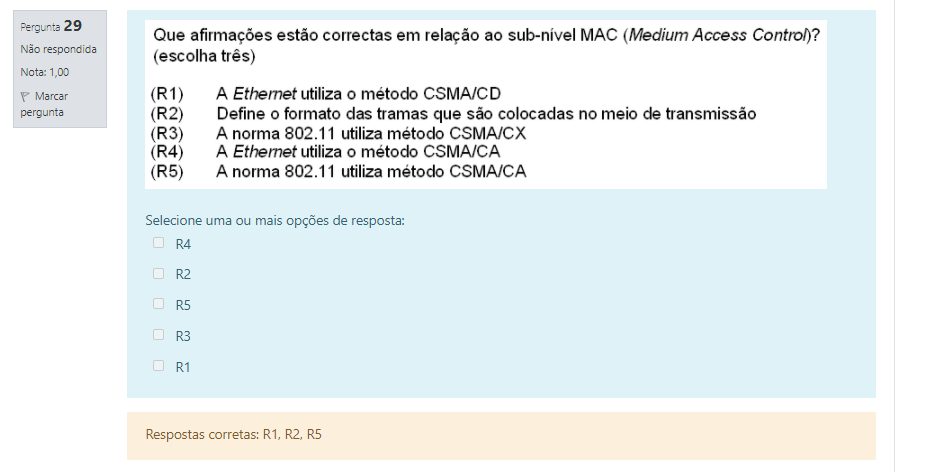 Pergunta 29
Não respondida
Nota: 1,00
Marcar
pergunta
Que afirmações estão correctas em relação ao sub-nível MAC (Medium Access Control)?
(escolha três)
(R1) A Ethernet utiliza o método CSMA/CD
(R2) Define o formato das tramas que são colocadas no meio de transmissão
(R3) A norma 802.11 utiliza método CSMA/CX
(R4) A Ethernet utiliza o método CSMA/CA
(R5) A norma 802.11 utiliza método CSMA/CA
Selecione uma ou mais opções de resposta:
R4
R2
R5
R3
R1
Respostas corretas: R1, R2, R5